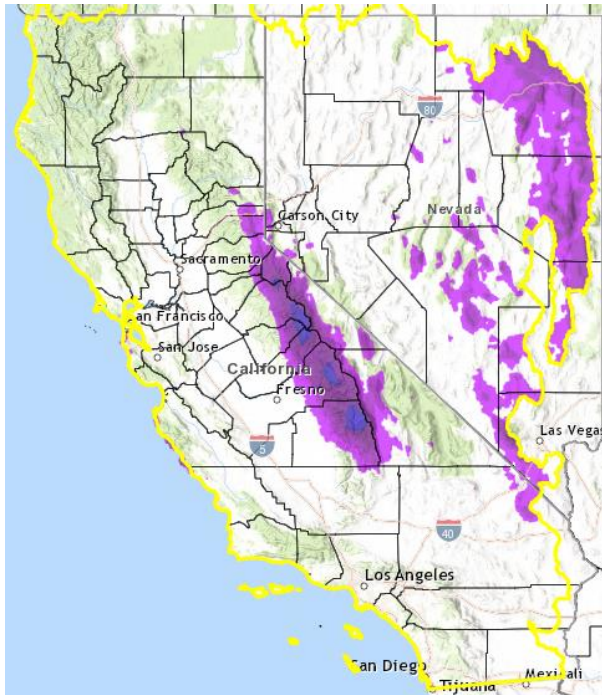 80
Carson City
Nevada
Sacramento
San Francisco
San Jose
California
Fresno
5
Las Vegas
40
Los Angeles
San Diego
Tijuana
Mexicali